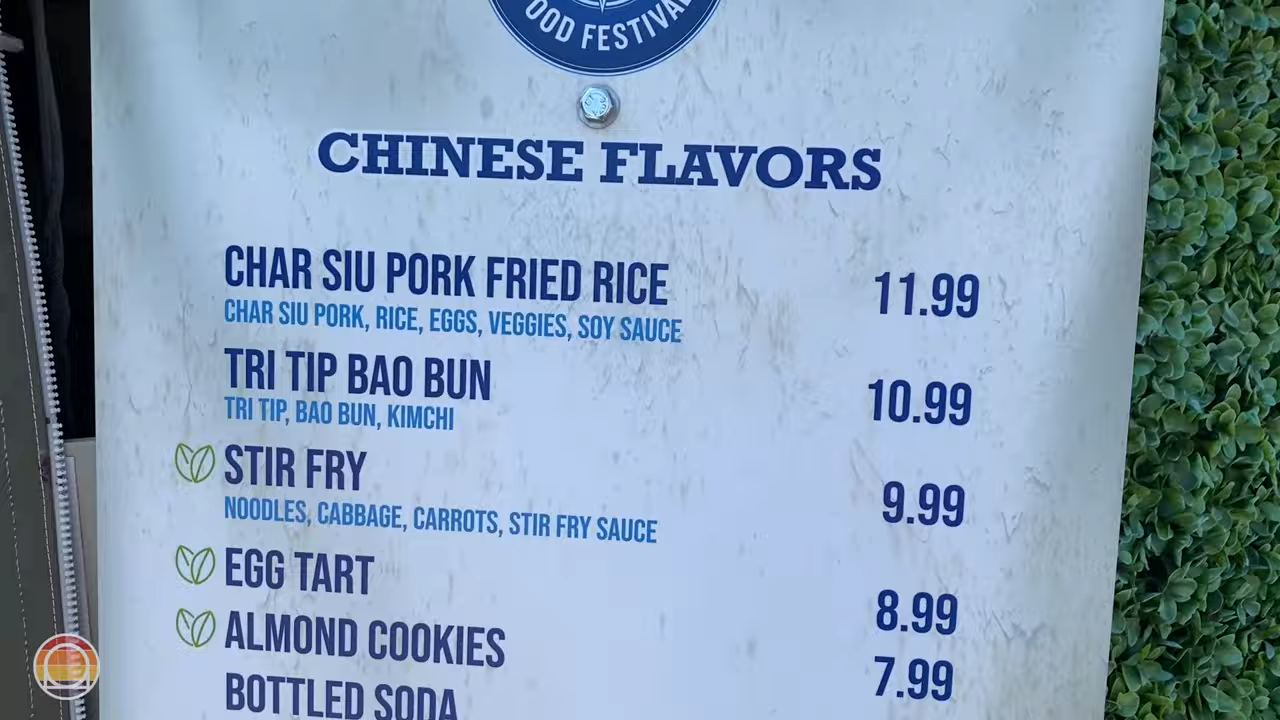 OOD FESTIVAL
CHINESE FLAVORS
CHAR SIU PORK FRIED RICE 11.99
CHAR SIU PORK, RICE, EGGS, VEGGIES, SOY SAUCE
TRI TIP BAO BUN 10.99
TRI TIP, BAO BUN, KIMCHI
STIR FRY 9.99
NOODLES, CABBAGE, CARROTS, STIR FRY SAUCE
EGG TART 8.99
ALMOND COOKIES 7.99
BOTTLED SODA